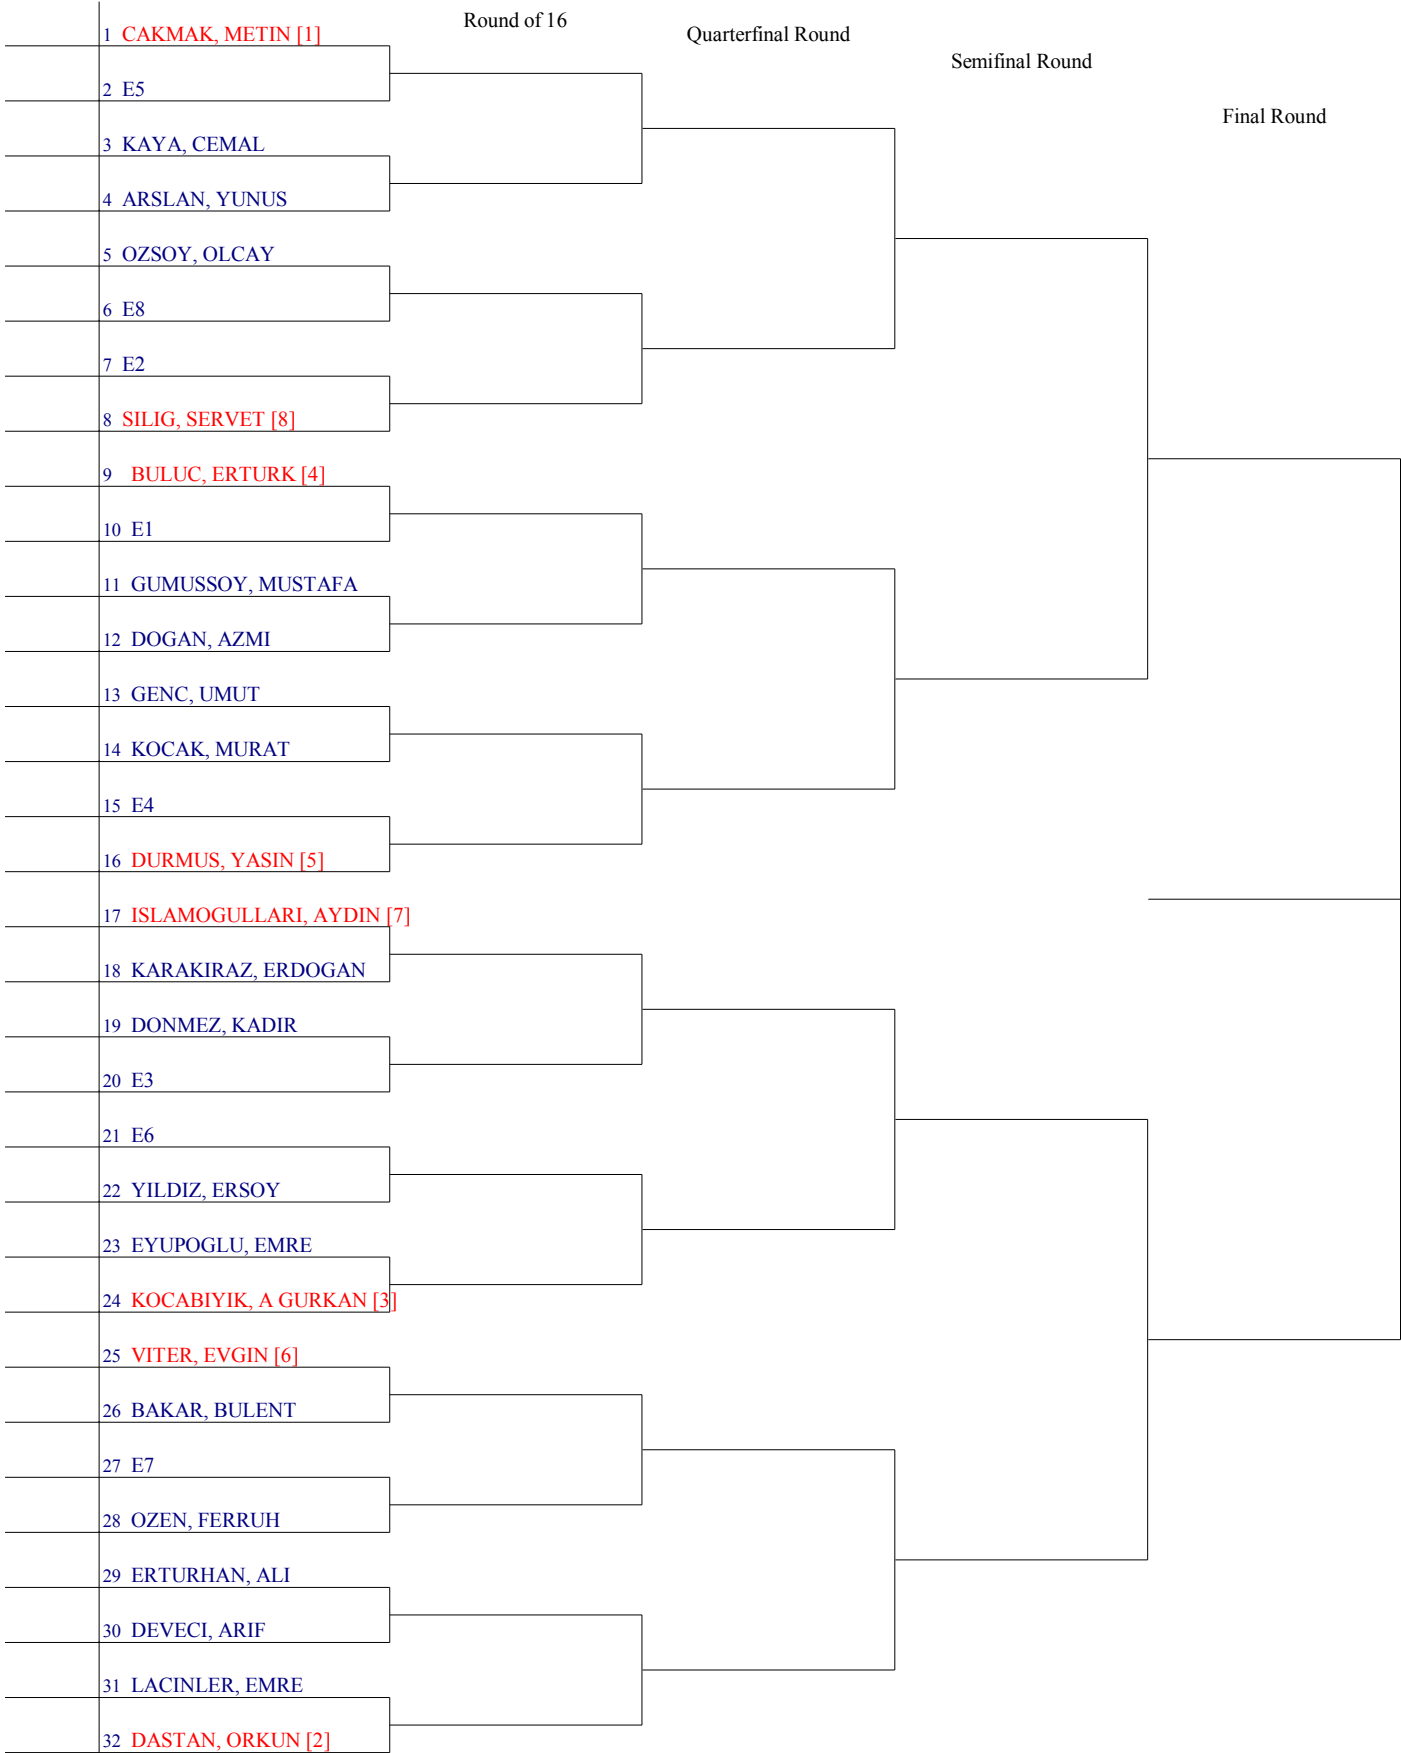 Round of 16
Quarterfinal Round
Semifinal Round
Final Round
1 CAKMAK, METIN [1]
2 E5
3 KAYA, CEMAL
4 ARSLAN, YUNUS
5 OZSOY, OLCAY
6 E8
7 E2
8 SILIG, SERVET [8]
9 BULUC, ERTURK [4]
10 E1
11 GUMUSSOY, MUSTAFA
12 DOGAN, AZMI
13 GENC, UMUT
14 KOCAK, MURAT
15 E4
16 DURMUS, YASIN [5]
17 ISLAMOGULLARI, AYDIN [7]
18 KARAKIRAZ, ERDOGAN
19 DONMEZ, KADIR
20 E3
21 E6
22 YILDIZ, ERSOY
23 EYUPOGLU, EMRE
24 KOCABIYIK, A GURKAN [3]
25 VITER, EVGIN [6]
26 BAKAR, BULENT
27 E7
28 OZEN, FERRUH
29 ERTURHAN, ALI
30 DEVECI, ARIF
31 LACINLER, EMRE
32 DASTAN, ORKUN [2]